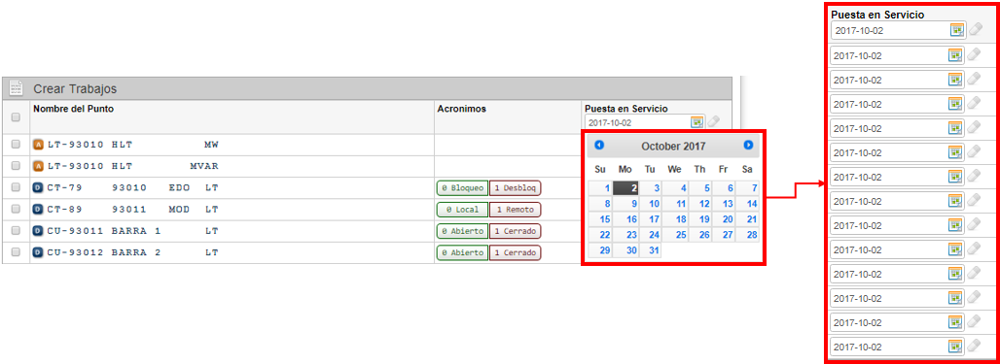 Crear Trabajos
Nombre del Punto Acronimos Puesta en Servicio
2017-10-02
A LT-93010 HLT MW
A LT-93010 HLT MVAR
D CT-79 93010 EDO LT 0 Bloqueo 1 Desbloq
D CT-89 93011 MOD LT 0 Local 1 Remoto
D CU-93011 BARRA 1 LT 0 Abierto 1 Cerrado
D CU-93012 BARRA 2 LT 0 Abierto 1 Cerrado
October 2017
Su Mo Tu We Th Fr Sa
1 2 3 4 5 6 7
8 9 10 11 12 13 14
15 16 17 18 19 20 21
22 23 24 25 26 27 28
29 30 31
Puesta en Servicio
2017-10-02
2017-10-02
2017-10-02
2017-10-02
2017-10-02
2017-10-02
2017-10-02
2017-10-02
2017-10-02
2017-10-02
2017-10-02
2017-10-02
2017-10-02
2017-10-02